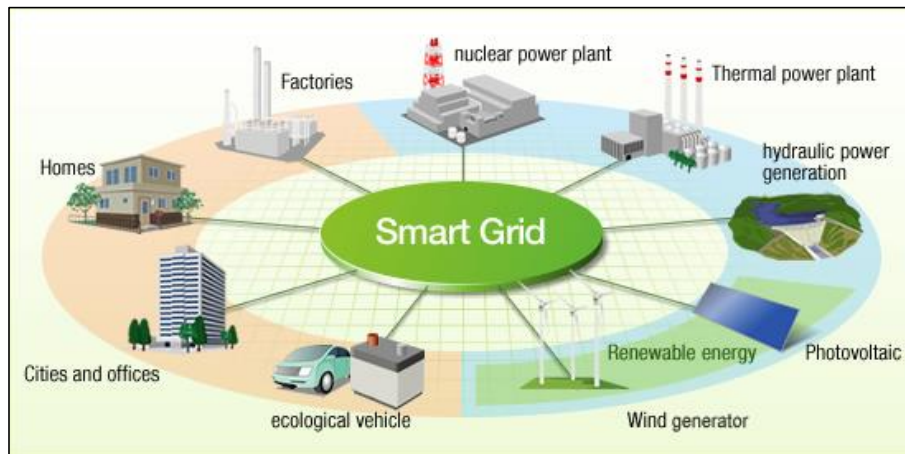 nuclear power plant
Thermal power plant
Factories
hydraulic power
generation
Homes
Smart Grid
Renewable energy
Photovoltaic
Cities and offices
ecological vehicle
Wind generator